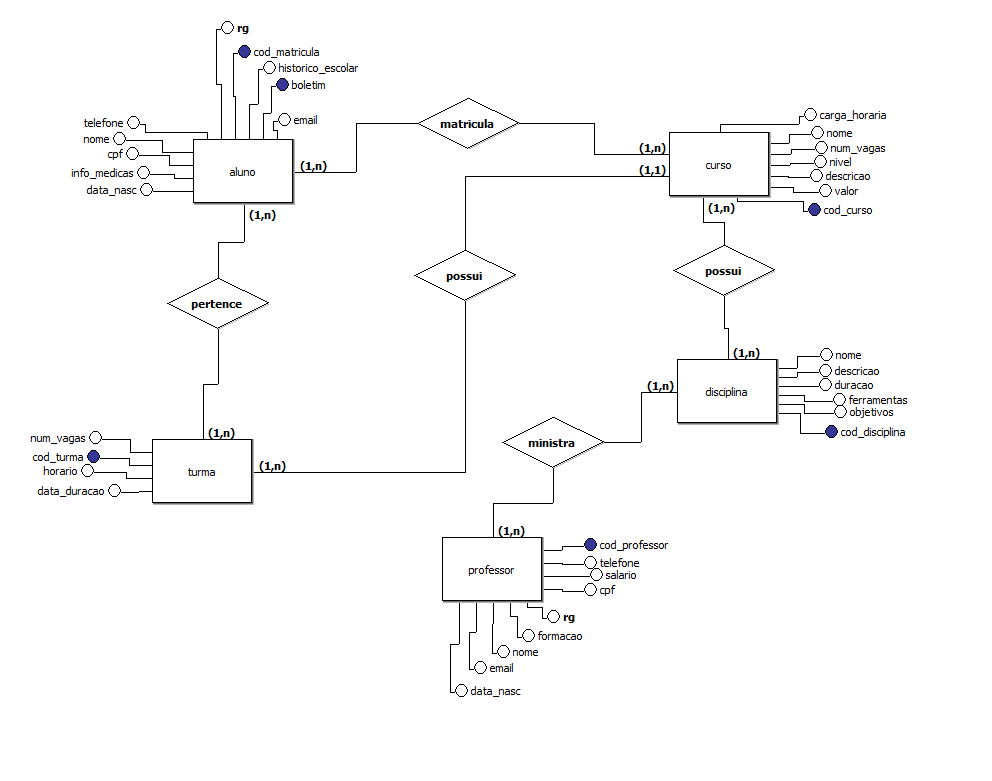 rg
cod_matricula
historico_escolar
boletim
email
telefone
nome
cpf
info_medicas
data_nasc
aluno
(1,n)
(1,n)
matricula
(1,n)
(1,1)
curso
carga_horaria
nome
num_vagas
nivel
descricao
valor
cod_curso
(1,n)
pertence
possui
possui
(1,n)
disciplina
(1,n)
nome
descricao
duracao
ferramentas
objetivos
cod_disciplina
ministra
num_vagas
cod_turma
horario
data_duracao
(1,n)
turma
(1,n)
(1,n)
professor
cod_professor
telefone
salario
cpf
rg
formacao
nome
email
data_nasc